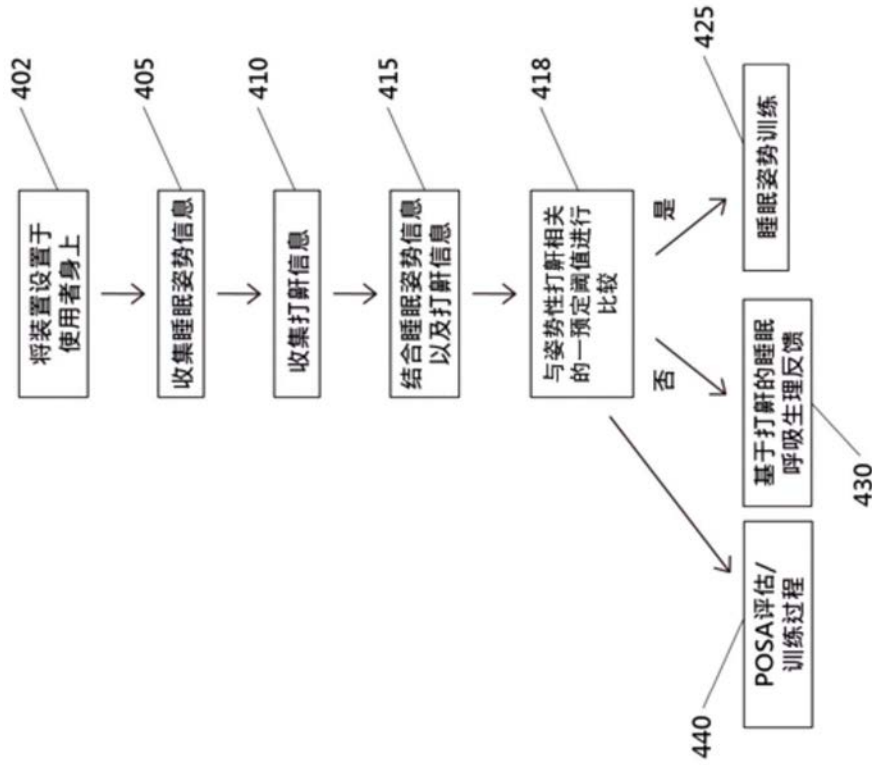 402
将装置设置于
使用者身上
405
收集睡眠姿势信息
410
收集打鼾信息
415
结合睡眠姿势信息
以及打鼾信息
418
与姿势性打鼾相关
的一预定阈值进行
比较
是
否
425
睡眠姿势训练
基于打鼾的睡眠
呼吸生理反馈
430
POSA评估/
训练过程
440